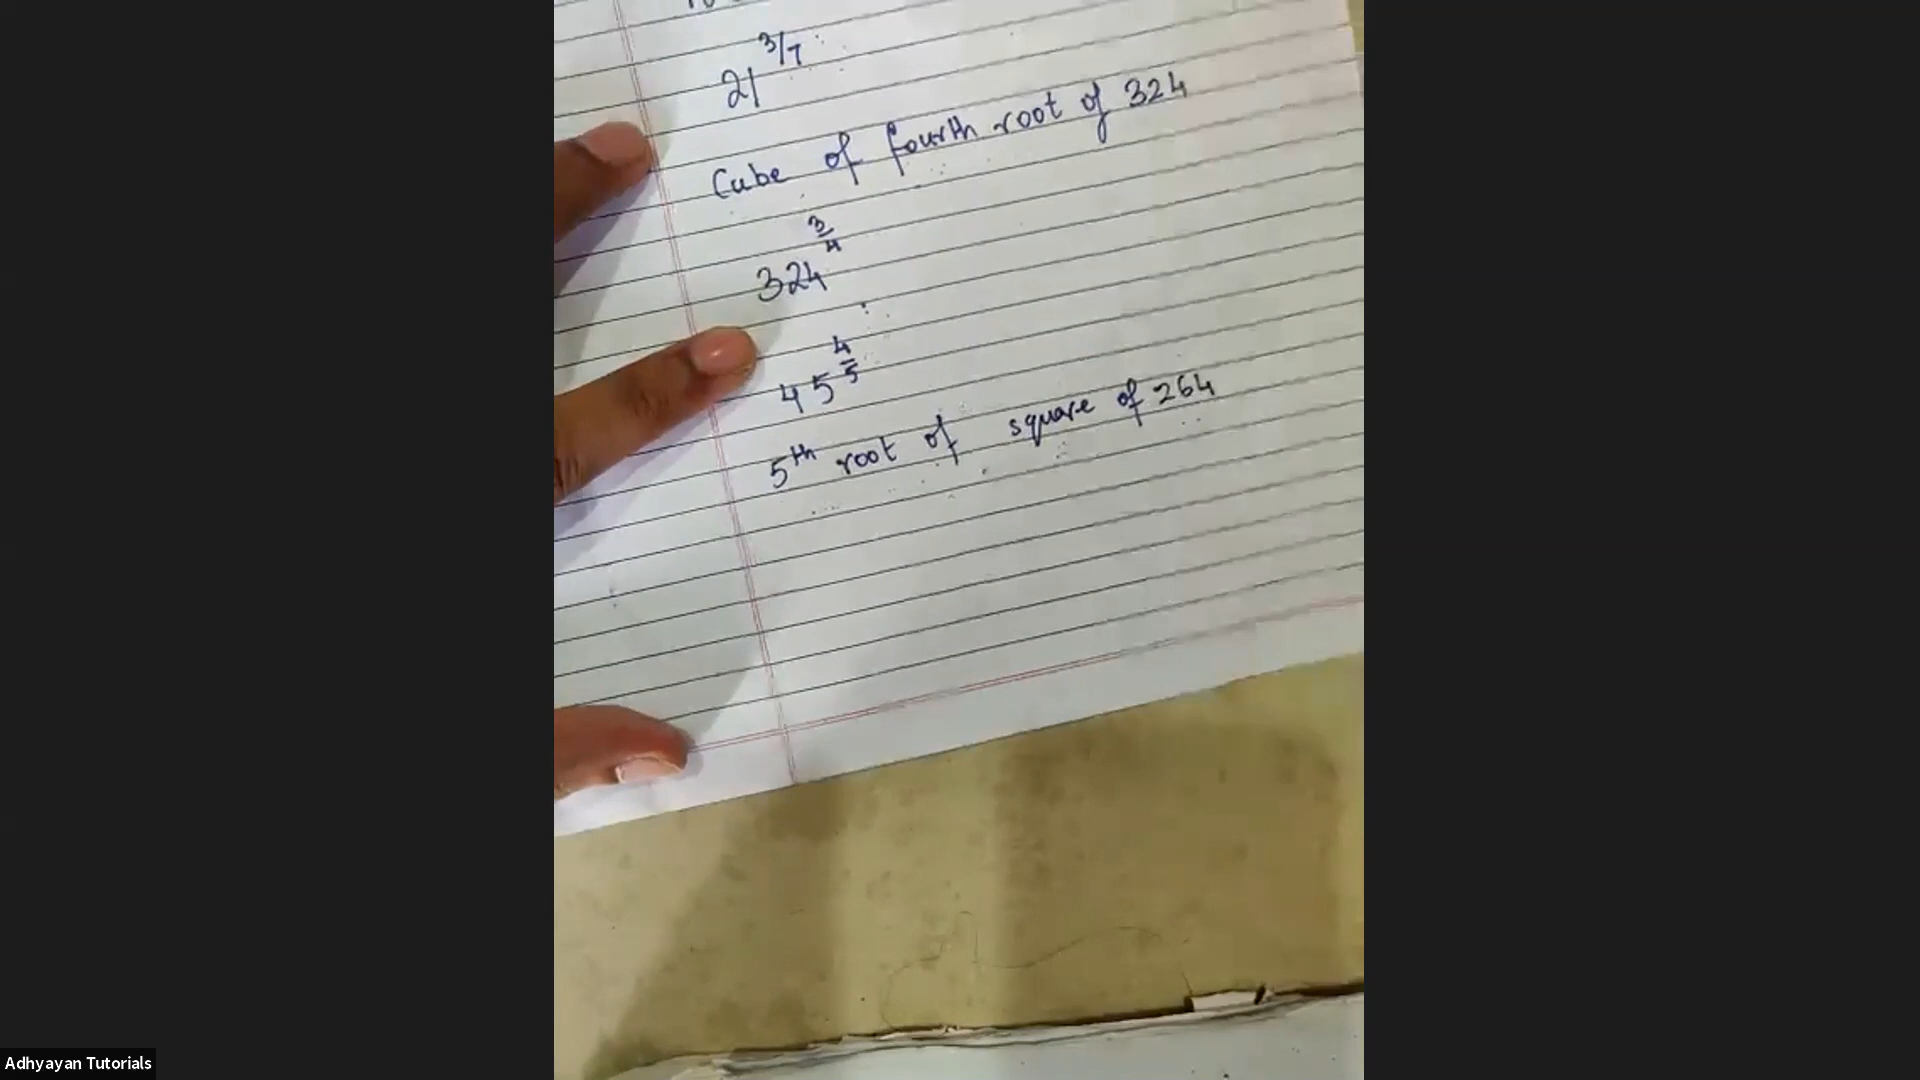 21^3/7
Cube of fourth root of 324
324^3/4
45^4/5
5th root of square of 264
Adhyayan Tutorials